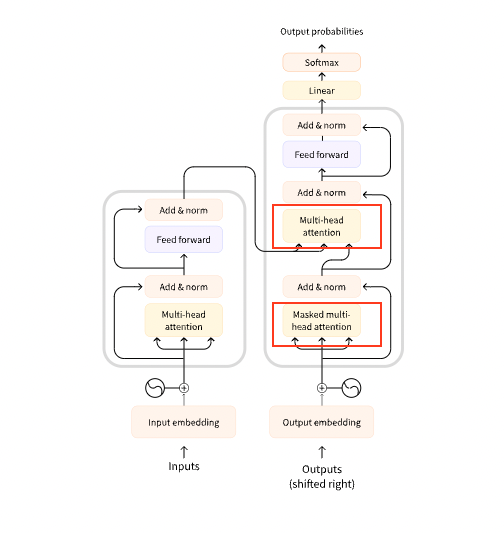 Output probabilities
Softmax
Linear
Add & norm
Feed forward
Add & norm
Multi-head
attention
Add & norm
Masked multi-
head attention
Output embedding
Outputs
(shifted right)
Add & norm
Feed forward
Add & norm
Multi-head
attention
Input embedding
Inputs